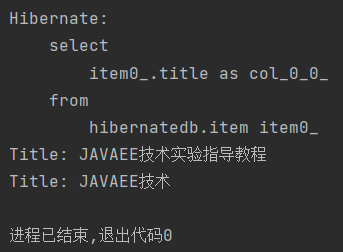 Hibernate:
    select
        item0_.title as col_0_0_
    from
        hibernatedb.item item0_
Title: JAVAEE技术实验指导教程
Title: JAVAEE技术
进程已结束,退出代码0